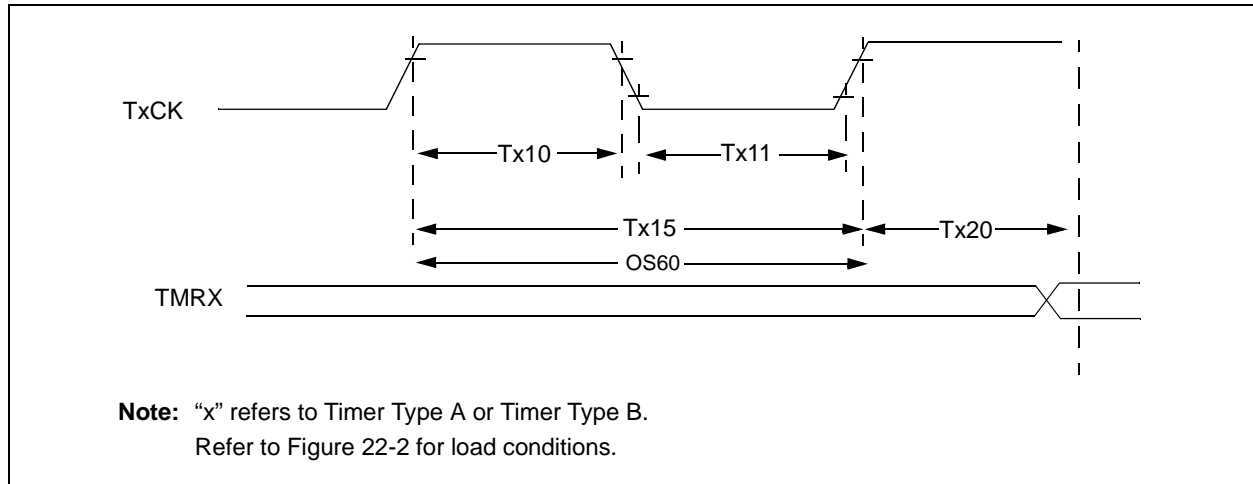 TxCK
Tx10
Tx11
Tx15
Tx20
OS60
TMRX
Note: “x” refers to Timer Type A or Timer Type B.
Refer to Figure 22-2 for load conditions.